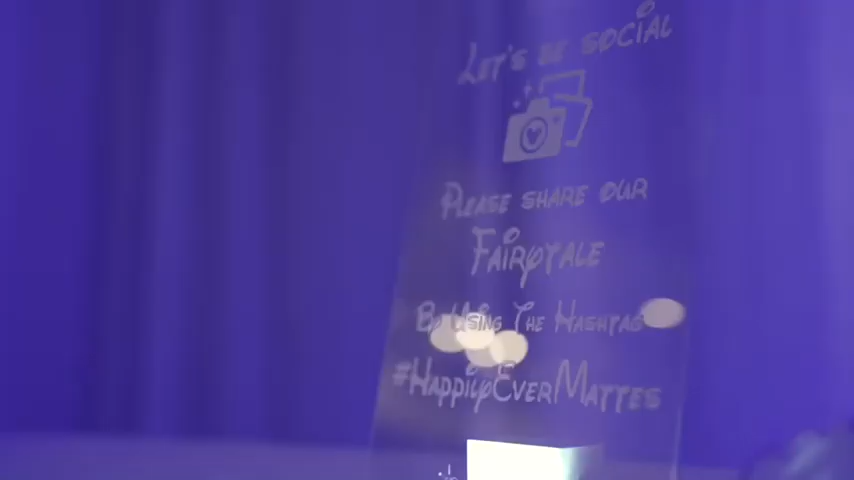 LET'S BE SOCIAL
PLEASE SHARE OUR
FAIRYTALE
BY USING THE HASHTAG
#HAPPILYEVERMATTES